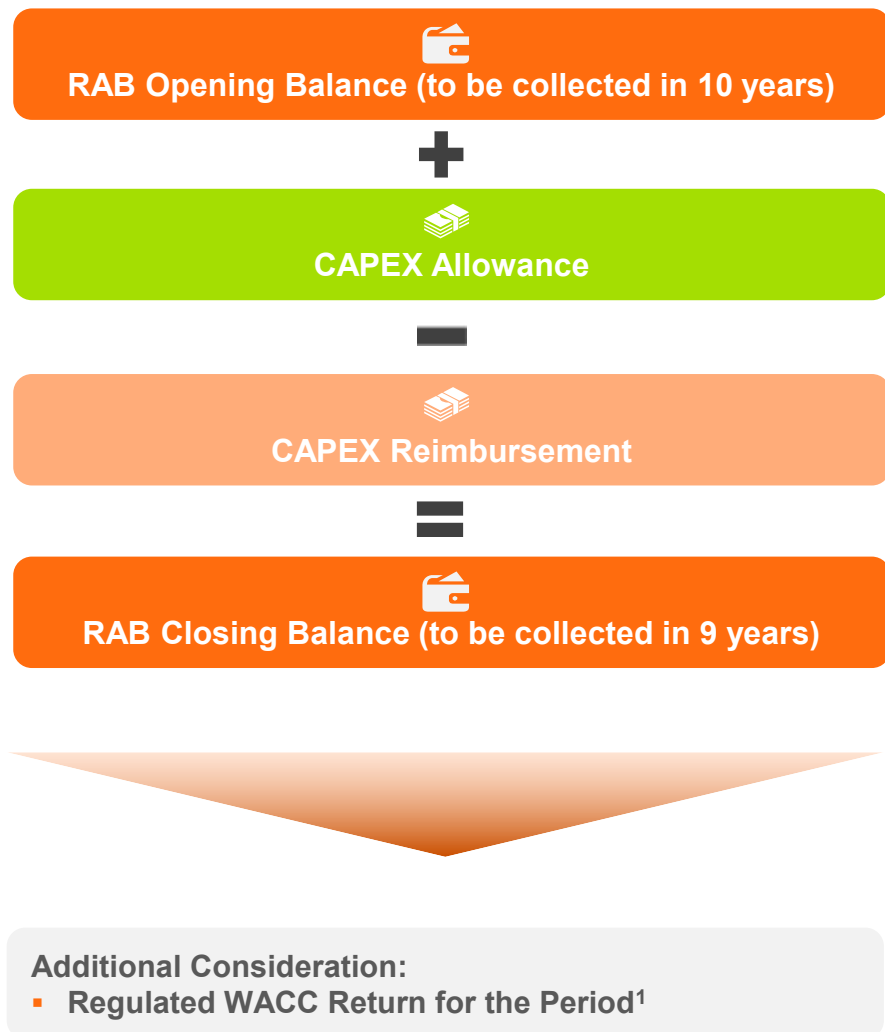 RAB Opening Balance (to be collected in 10 years)
+
CAPEX Allowance
−
CAPEX Reimbursement
=
RAB Closing Balance (to be collected in 9 years)
Additional Consideration:
▪ Regulated WACC Return for the Period¹